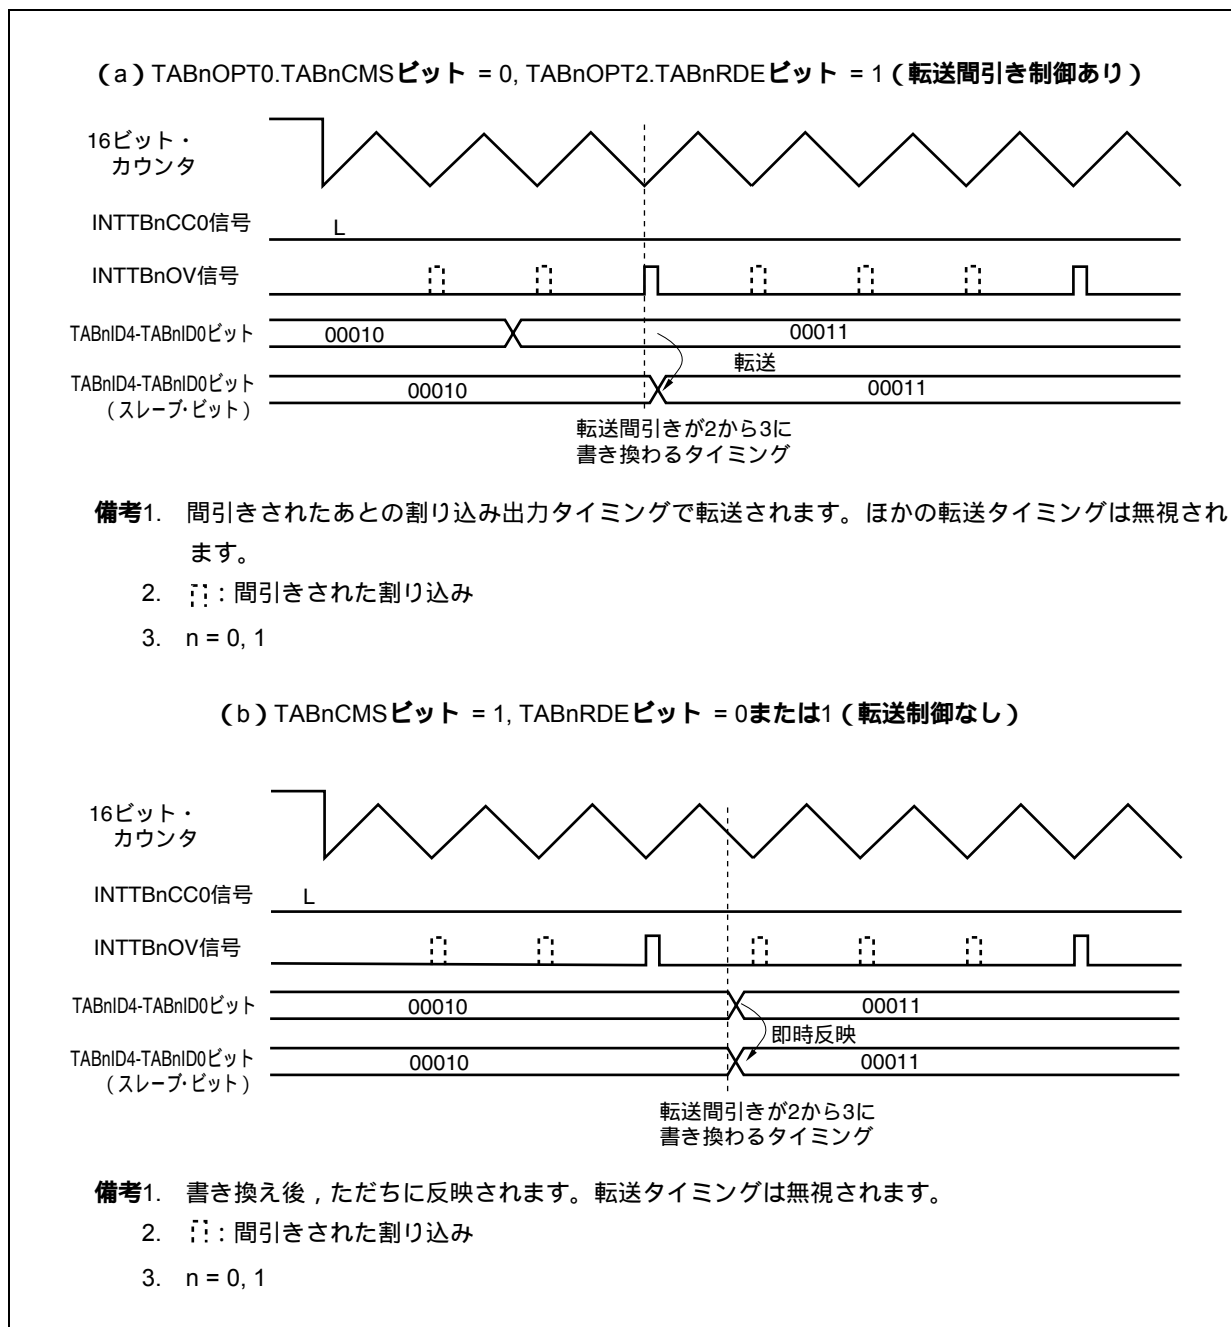 (a)TABnOPT0.TABnCMSビット = 0, TABnOPT2.TABnRDEビット = 1(転送間引き制御あり)
16ビット・
カウンタ
INTTBnCC0信号
L
INTTBnOV信号
TABnID4-TABnID0ビット
00010
00011
転送
TABnID4-TABnID0ビット
(スレーブ・ビット)
00010
00011
転送間引きが2から3に
書き換わるタイミング
備考1. 間引きされたあとの割り込み出力タイミングで転送されます。ほかの転送タイミングは無視され
ます。
2. :間引きされた割り込み
3. n = 0, 1
(b)TABnCMSビット = 1, TABnRDEビット = 0または1(転送制御なし)
16ビット・
カウンタ
INTTBnCC0信号
L
INTTBnOV信号
TABnID4-TABnID0ビット
00010
00011
即時反映
TABnID4-TABnID0ビット
(スレーブ・ビット)
00010
00011
転送間引きが2から3に
書き換わるタイミング
備考1. 書き換え後,ただちに反映されます。転送タイミングは無視されます。
2. :間引きされた割り込み
3. n = 0, 1